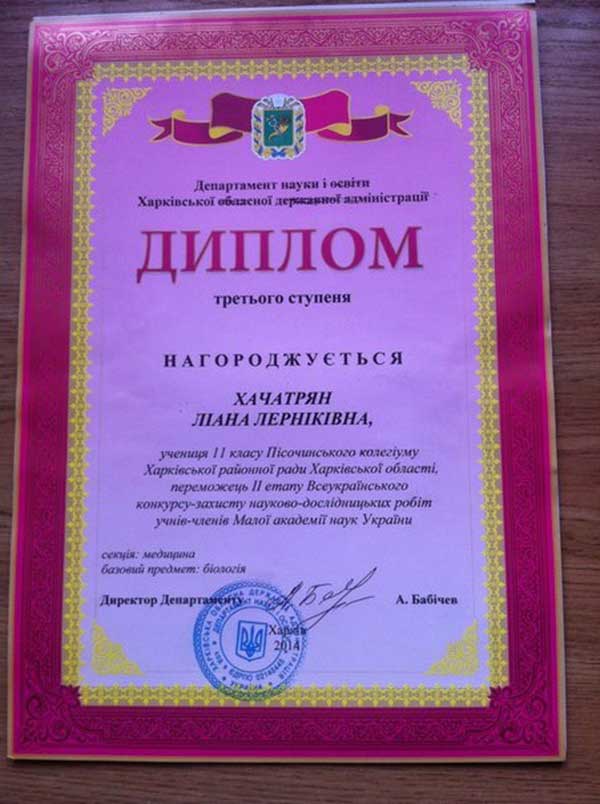 Департамент науки і освіти
Харківської обласної державної адміністрації
ДИПЛОМ
третього ступеня
НАГОРОДЖУЄТЬСЯ
ХАЧАТРЯН
ЛІАНА ЛЕРНІКІВНА,
учениця 11 класу Пісочинського колегіуму
Харківської районної ради Харківської області,
переможець ІІ етапу Всеукраїнського
конкурсу-захисту науково-дослідницьких робіт
учнів-членів Малої академії наук України
секція: медицина
базовий предмет: біологія
Директор Департаменту А. Бабічев
Харків
2014
УКРАЇНА